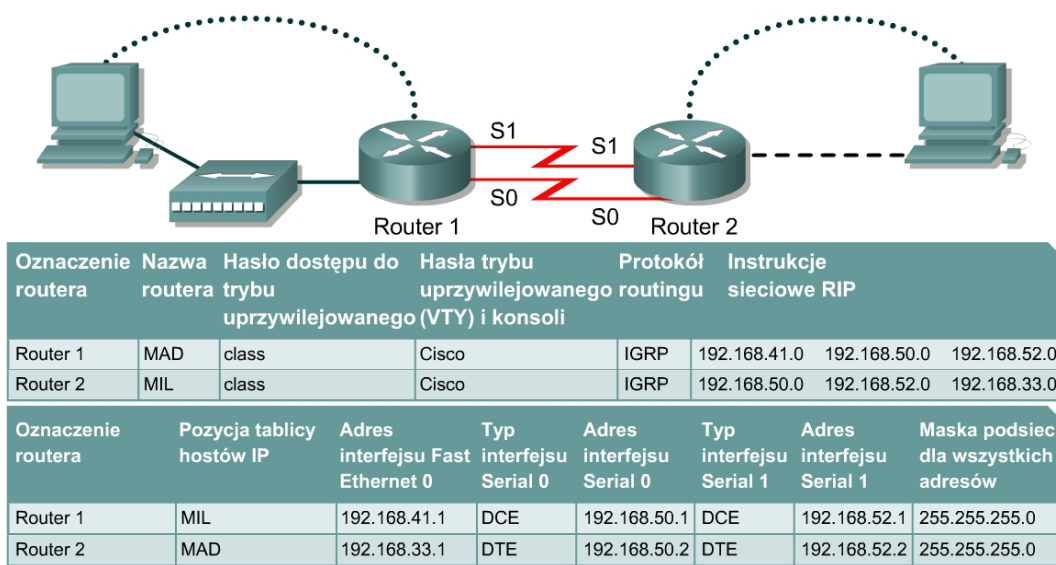 S1
S1
S0
S0
Router 1
Router 2
Oznaczenie routera Nazwa routera Hasło dostępu do trybu uprzywilejowanego Hasła trybu uprzywilejowanego (VTY) i konsoli Protokół routingu Instrukcje sieciowe RIP
Router 1 MAD class Cisco IGRP 192.168.41.0 192.168.50.0 192.168.52.0
Router 2 MIL class Cisco IGRP 192.168.50.0 192.168.52.0 192.168.33.0
Oznaczenie routera Pozycja tablicy hostów IP Adres interfejsu Fast Ethernet 0 Typ interfejsu Serial 0 Adres interfejsu Serial 0 Typ interfejsu Serial 1 Adres interfejsu Serial 1 Maska podsiec dla wszystkich adresów
Router 1 MIL 192.168.41.1 DCE 192.168.50.1 DCE 192.168.52.1 255.255.255.0
Router 2 MAD 192.168.33.1 DTE 192.168.50.2 DTE 192.168.52.2 255.255.255.0